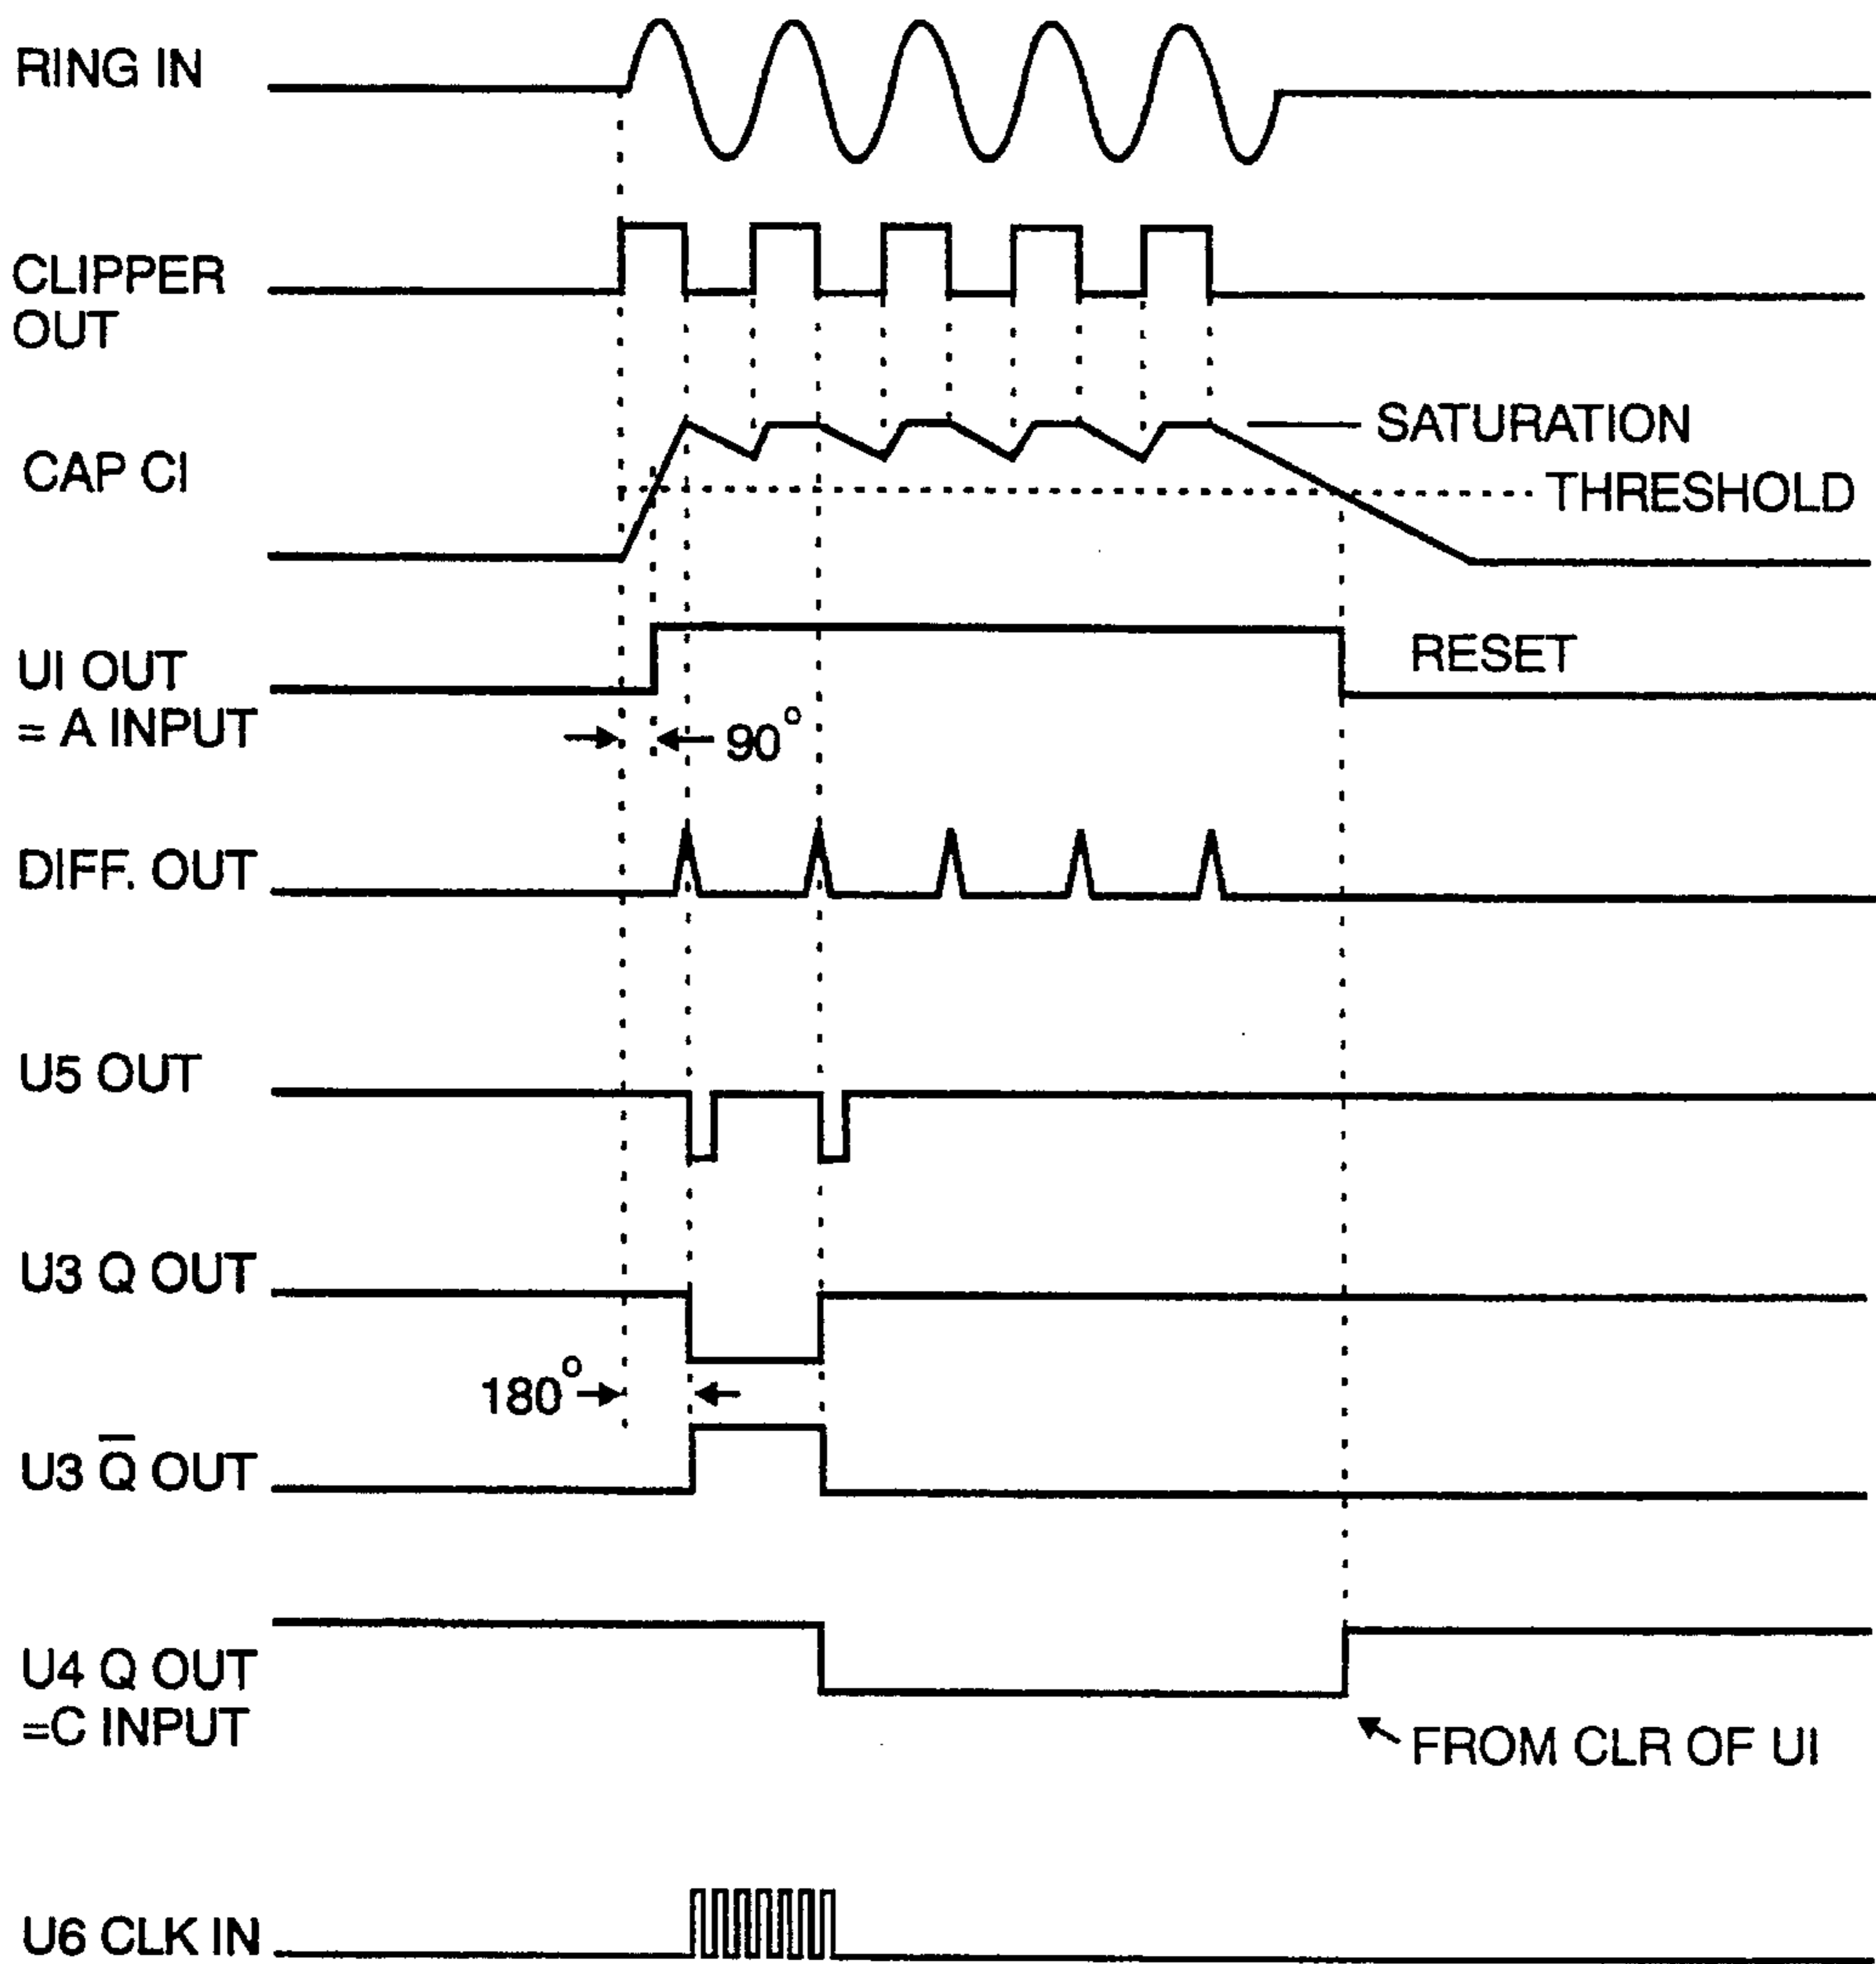 RING IN
CLIPPER
OUT
SATURATION
CAP CI
THRESHOLD
UI OUT
= A INPUT
RESET
90°
DIFF. OUT
U5 OUT
U3 Q OUT
180°
U3 Q̅ OUT
U4 Q OUT
=C INPUT
FROM CLR OF UI
U6 CLK IN